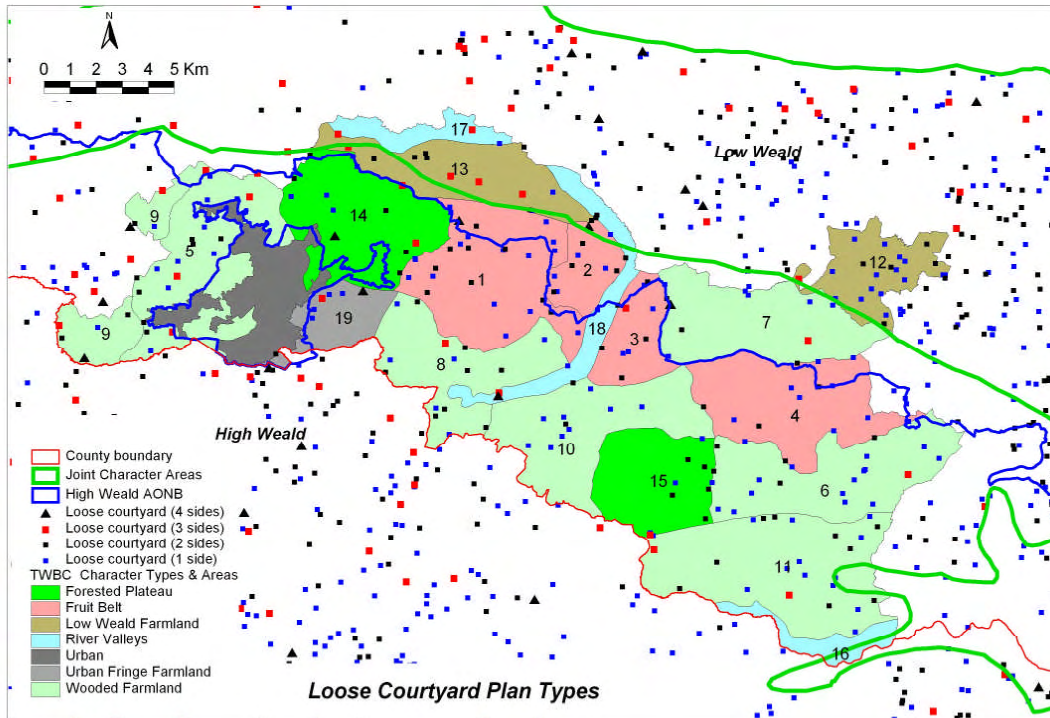 N
0 1 2 3 4 5 Km
17
Low Weald
13
9
14
5
12
1
2
19
18
7
9
3
8
4
High Weald
10
15
6
11
16
County boundary
Joint Character Areas
High Weald AONB
Loose courtyard (4 sides)
Loose courtyard (3 sides)
Loose courtyard (2 sides)
Loose courtyard (1 side)
TWBC Character Types & Areas
Forested Plateau
Fruit Belt
Low Weald Farmland
River Valleys
Urban
Urban Fringe Farmland
Wooded Farmland
Loose Courtyard Plan Types